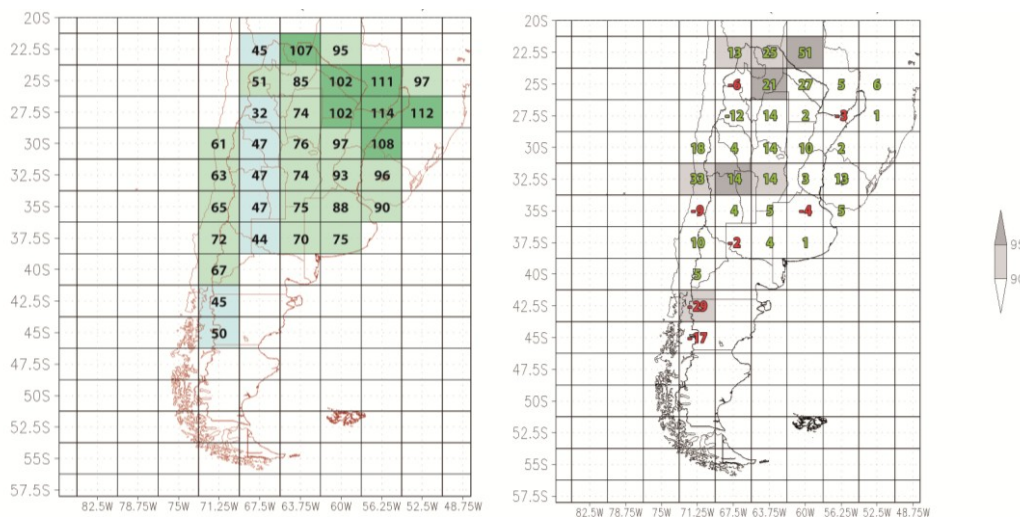 20S
22.5S 45 107 95
25S 51 85 102 111 97
27.5S 32 74 102 114 112
30S 61 47 76 97 108
32.5S 63 47 74 93 96
35S 65 47 75 88 90
37.5S 72 44 70 75
40S 67
42.5S 45
45S 50
47.5S
50S
52.5S
55S
57.5S
82.5W 78.75W 75W 71.25W 67.5W 63.75W 60W 56.25W 52.5W 48.75W
20S
22.5S 13 25 51
25S -6 21 27 5 6
27.5S -12 14 2 -3 1
30S 18 4 14 10 2
32.5S 33 14 14 3 13
35S -9 4 5 -4 5
37.5S 10 -2 4 1
40S 5
42.5S
45S -17
47.5S
50S
52.5S
55S
57.5S
82.5W 78.75W 75W 71.25W 67.5W 63.75W 60W 56.25W 52.5W 48.75W
95
90